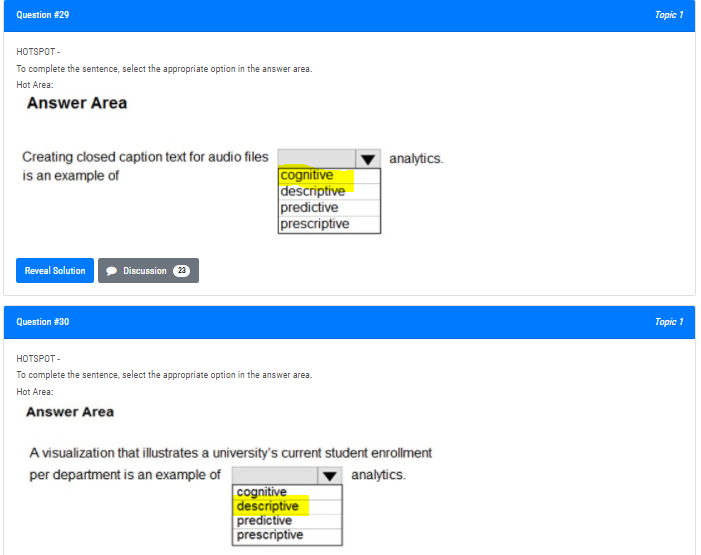 Question #29 Topic 1
HOTSPOT -
To complete the sentence, select the appropriate option in the answer area.
Hot Area:
Answer Area
Creating closed caption text for audio files analytics.
is an example of
cognitive
descriptive
predictive
prescriptive
Reveal Solution Discussion 23
Question #30 Topic 1
HOTSPOT -
To complete the sentence, select the appropriate option in the answer area.
Hot Area:
Answer Area
A visualization that illustrates a university's current student enrollment
per department is an example of analytics.
cognitive
descriptive
predictive
prescriptive